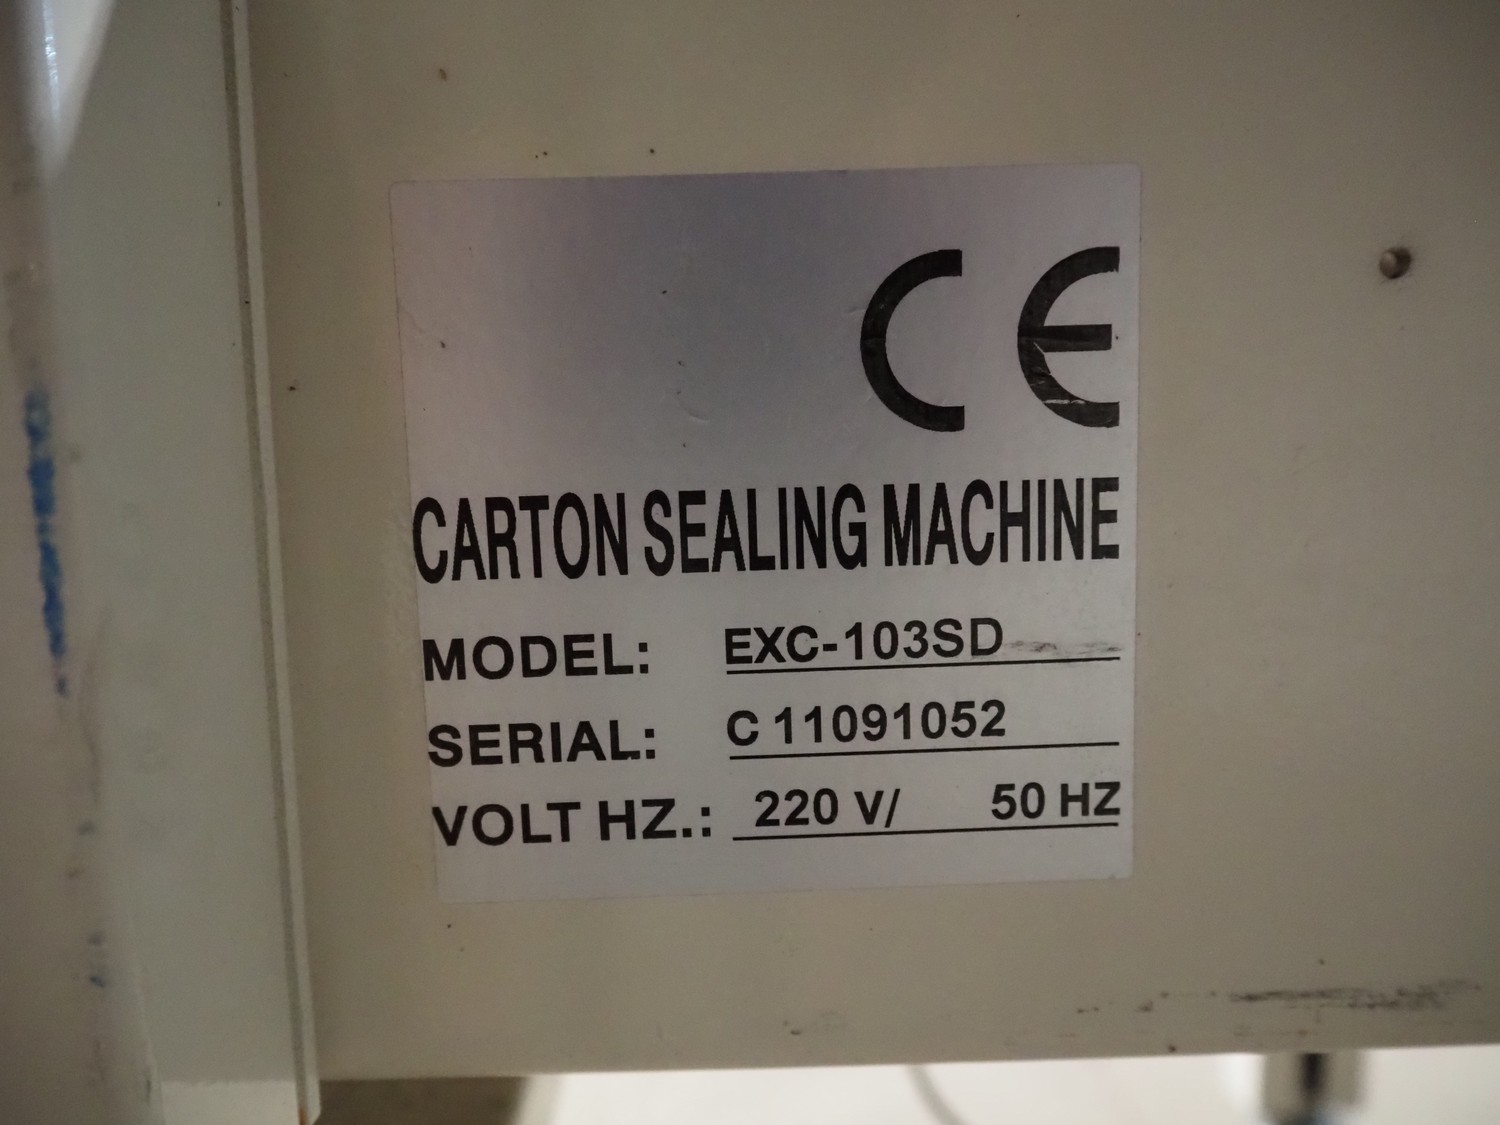 CE
CARTON SEALING MACHINE
MODEL: EXC-103SD
SERIAL: C 11091052
VOLT HZ.: 220 V/ 50 HZ